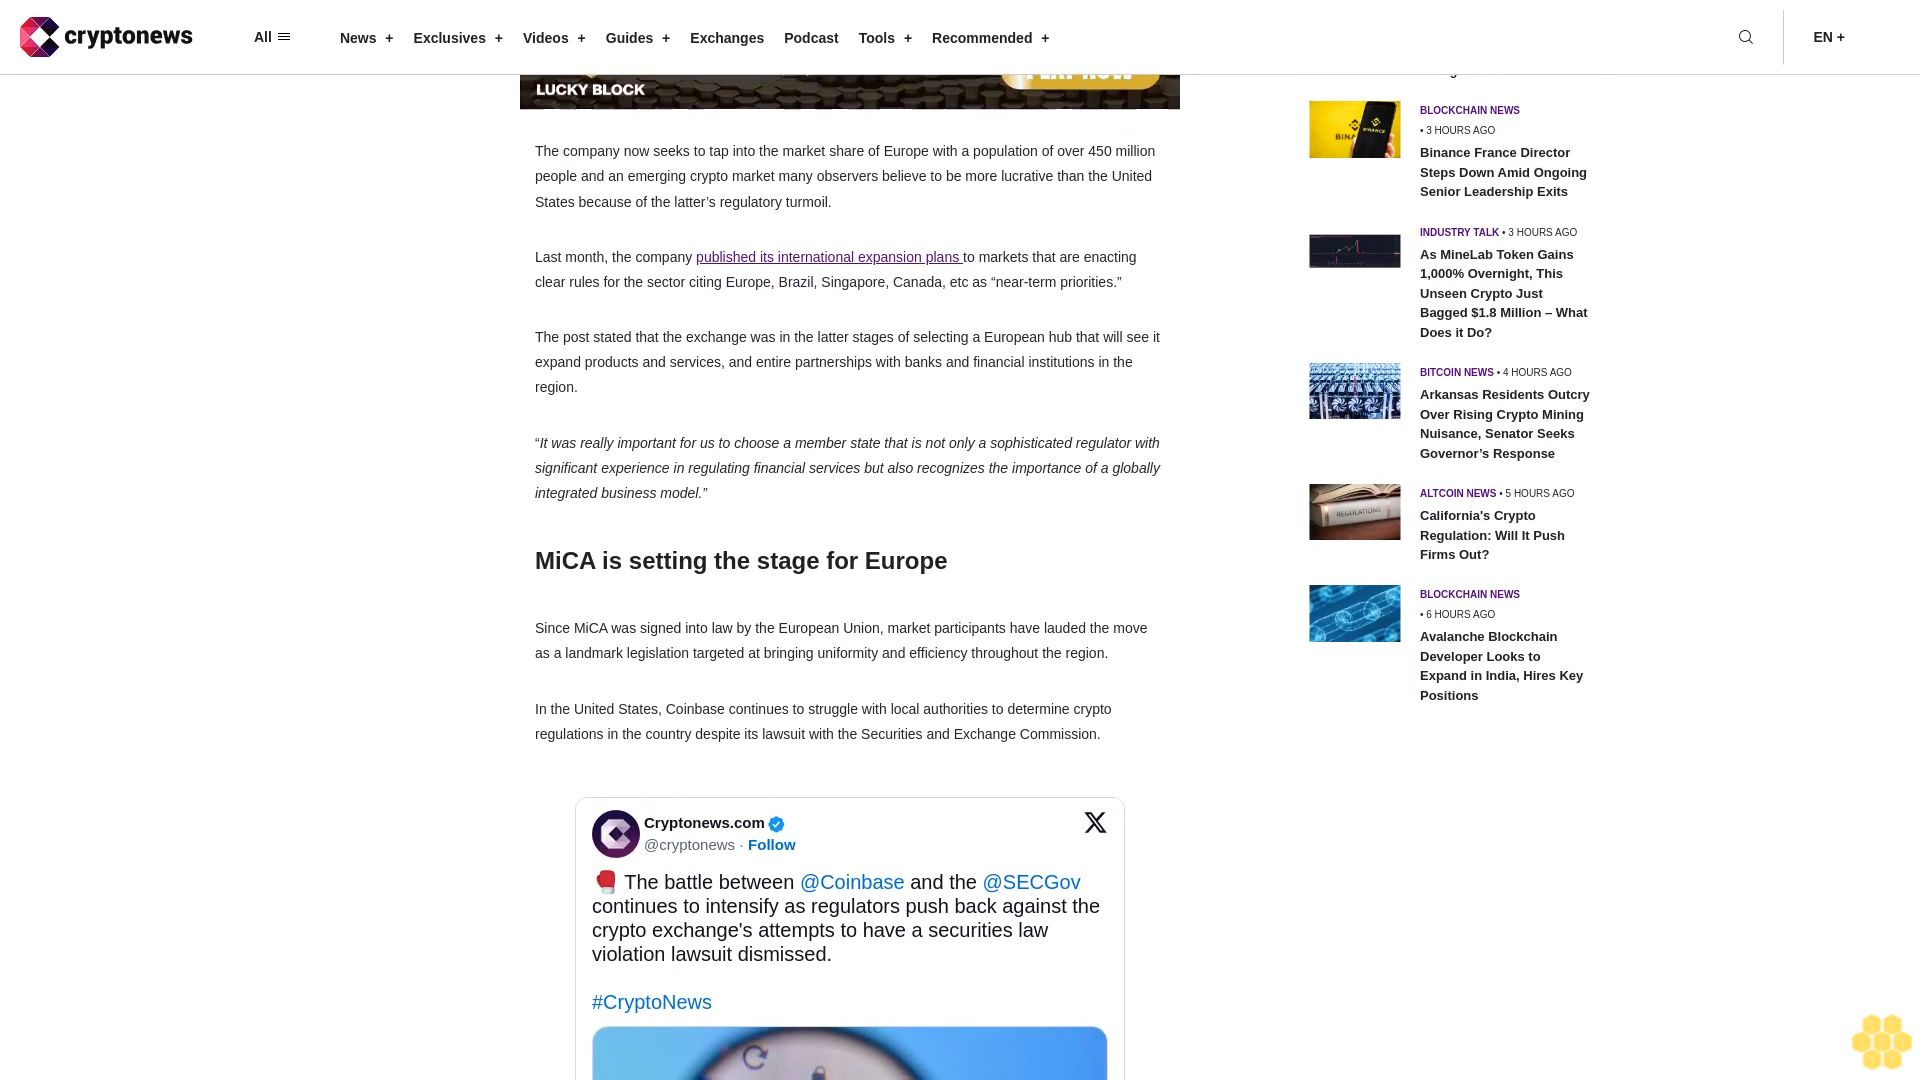 cryptonews
All
News + Exclusives + Videos + Guides + Exchanges Podcast Tools + Recommended +
EN +
LUCKY BLOCK
The company now seeks to tap into the market share of Europe with a population of over 450 million
people and an emerging crypto market many observers believe to be more lucrative than the United
States because of the latter’s regulatory turmoil.
Last month, the company published its international expansion plans to markets that are enacting
clear rules for the sector citing Europe, Brazil, Singapore, Canada, etc as “near-term priorities.”
The post stated that the exchange was in the latter stages of selecting a European hub that will see it
expand products and services, and entire partnerships with banks and financial institutions in the
region.
“It was really important for us to choose a member state that is not only a sophisticated regulator with
significant experience in regulating financial services but also recognizes the importance of a globally
integrated business model.”
MiCA is setting the stage for Europe
Since MiCA was signed into law by the European Union, market participants have lauded the move
as a landmark legislation targeted at bringing uniformity and efficiency throughout the region.
In the United States, Coinbase continues to struggle with local authorities to determine crypto
regulations in the country despite its lawsuit with the Securities and Exchange Commission.
Cryptonews.com
@cryptonews · Follow
🥊 The battle between @Coinbase and the @SECGov
continues to intensify as regulators push back against the
crypto exchange's attempts to have a securities law
violation lawsuit dismissed.
#CryptoNews
BINANCE
BLOCKCHAIN NEWS
• 3 HOURS AGO
Binance France Director
Steps Down Amid Ongoing
Senior Leadership Exits
INDUSTRY TALK • 3 HOURS AGO
As MineLab Token Gains
1,000% Overnight, This
Unseen Crypto Just
Bagged $1.8 Million – What
Does it Do?
BITCOIN NEWS • 4 HOURS AGO
Arkansas Residents Outcry
Over Rising Crypto Mining
Nuisance, Senator Seeks
Governor’s Response
REGULATIONS
ALTCOIN NEWS • 5 HOURS AGO
California's Crypto
Regulation: Will It Push
Firms Out?
BLOCKCHAIN NEWS
• 6 HOURS AGO
Avalanche Blockchain
Developer Looks to
Expand in India, Hires Key
Positions